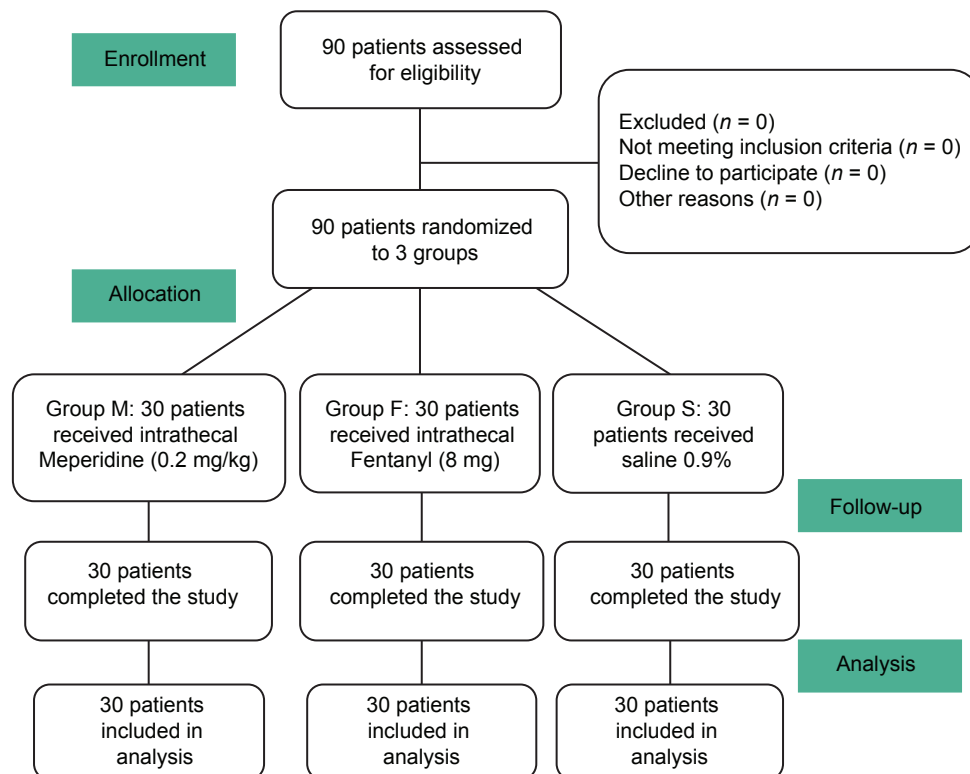 Enrollment
90 patients assessed
for eligibility
Excluded (n = 0)
Not meeting inclusion criteria (n = 0)
Decline to participate (n = 0)
Other reasons (n = 0)
90 patients randomized
to 3 groups
Allocation
Group M: 30 patients
received intrathecal
Meperidine (0.2 mg/kg)
Group F: 30 patients
received intrathecal
Fentanyl (8 mg)
Group S: 30
patients received
saline 0.9%
Follow-up
30 patients
completed the study
30 patients
completed the study
30 patients
completed the study
Analysis
30 patients
included in
analysis
30 patients
included in
analysis
30 patients
included in
analysis